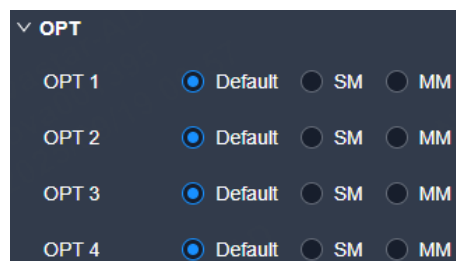 OPT
OPT 1 Default SM MM
OPT 2 Default SM MM
OPT 3 Default SM MM
OPT 4 Default SM MM